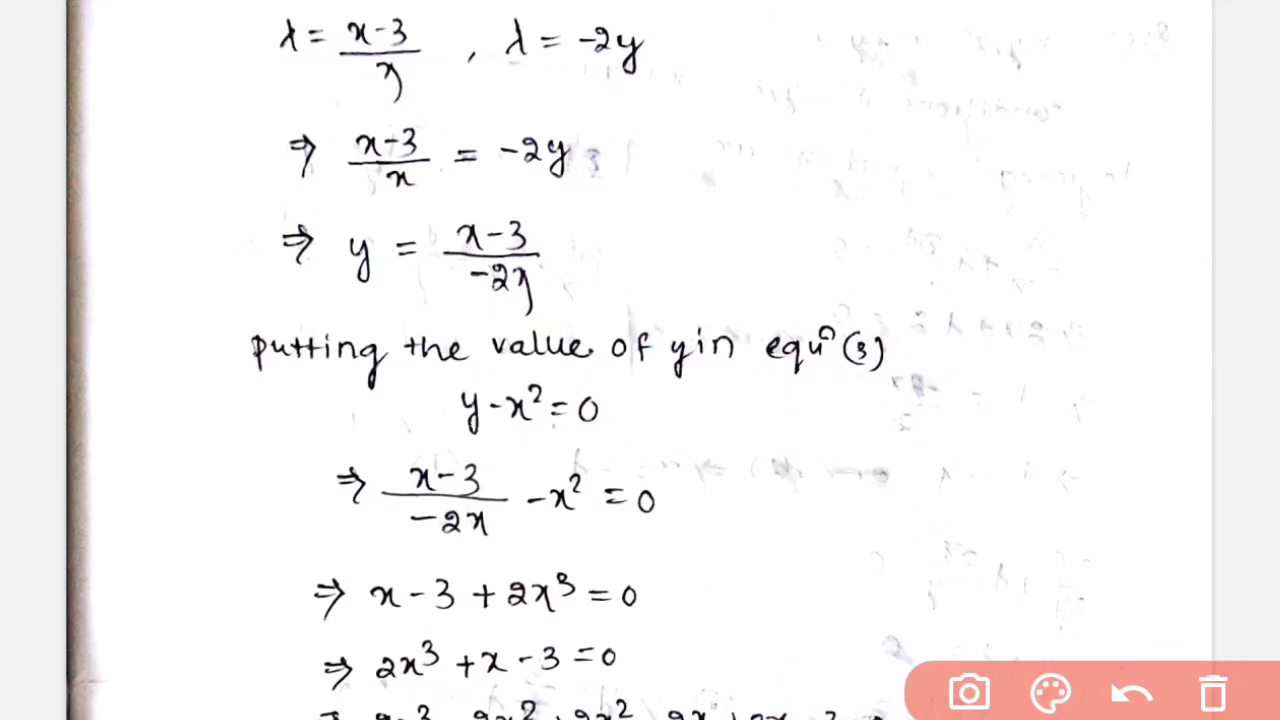 λ = x-3/x , λ = -2y
⇒ x-3/x = -2y
⇒ y = x-3/-2x
putting the value of y in equⁿ (3)
y - x² = 0
⇒ x-3/-2x - x² = 0
⇒ x - 3 + 2x³ = 0
⇒ 2x³ + x - 3 = 0